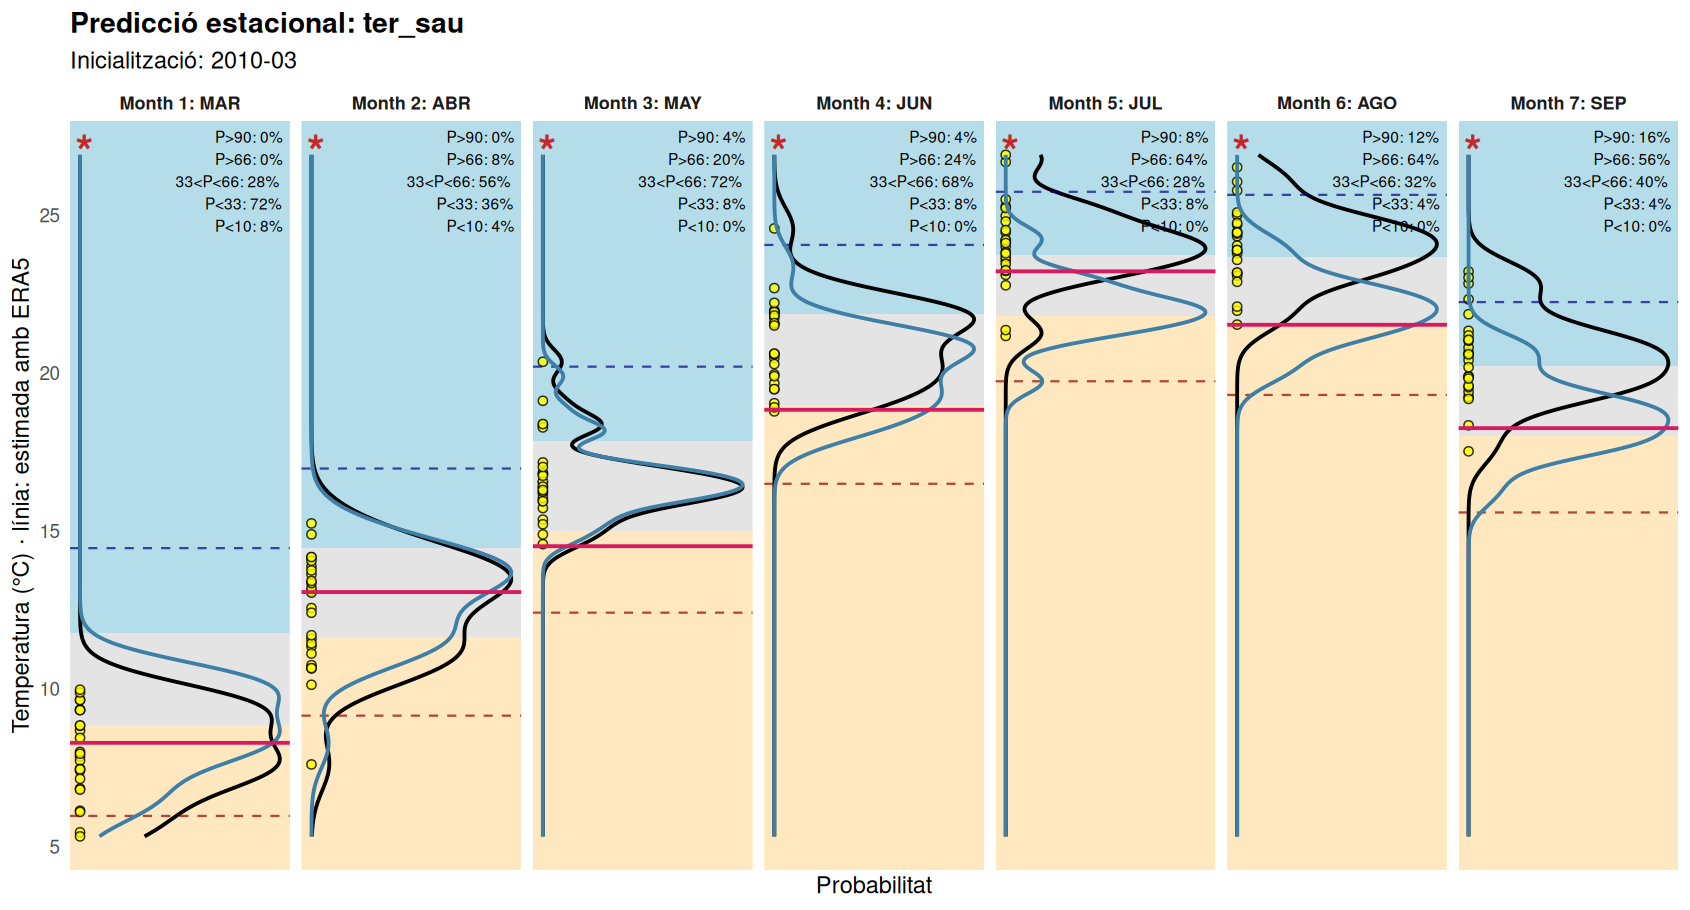 Predicció estacional: ter_sau
Inicialització: 2010-03
Month 1: MAR
Month 2: ABR
Month 3: MAY
Month 4: JUN
Month 5: JUL
Month 6: AGO
Month 7: SEP
*
P>90: 0%
P>66: 0%
33<P<66: 28%
P<33: 72%
P<10: 8%
*
P>90: 0%
P>66: 8%
33<P<66: 56%
P<33: 36%
P<10: 4%
*
P>90: 4%
P>66: 20%
33<P<66: 72%
P<33: 8%
P<10: 0%
*
P>90: 4%
P>66: 24%
33<P<66: 68%
P<33: 8%
P<10: 0%
*
P>90: 8%
P>66: 64%
33<P<66: 28%
P<33: 8%
P<10: 0%
*
P>90: 12%
P>66: 64%
33<P<66: 32%
P<33: 4%
P<10: 0%
*
P>90: 16%
P>66: 56%
33<P<66: 40%
P<33: 4%
P<10: 0%
25
20
15
10
5
Temperatura (°C) · línia: estimada amb ERA5
Probabilitat